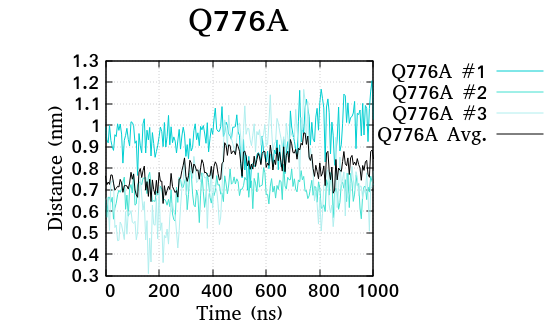 Q776A
1.3
1.2
1.1
1
0.9
0.8
0.7
0.6
0.5
0.4
0.3
Distance (nm)
0 200 400 600 800 1000
Time (ns)
Q776A #1
Q776A #2
Q776A #3
Q776A Avg.